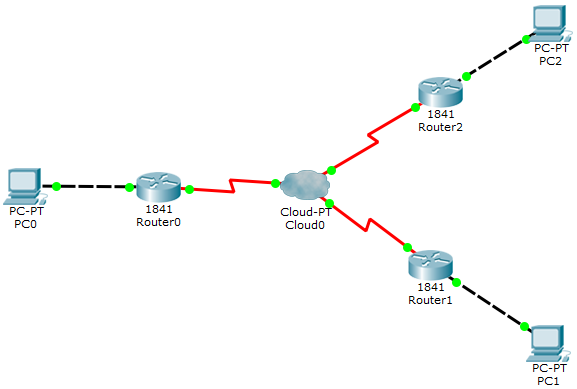 PC-PT
PC2
1841
Router2
PC-PT
PC0
1841
Router0
Cloud-PT
Cloud0
1841
Router1
PC-PT
PC1